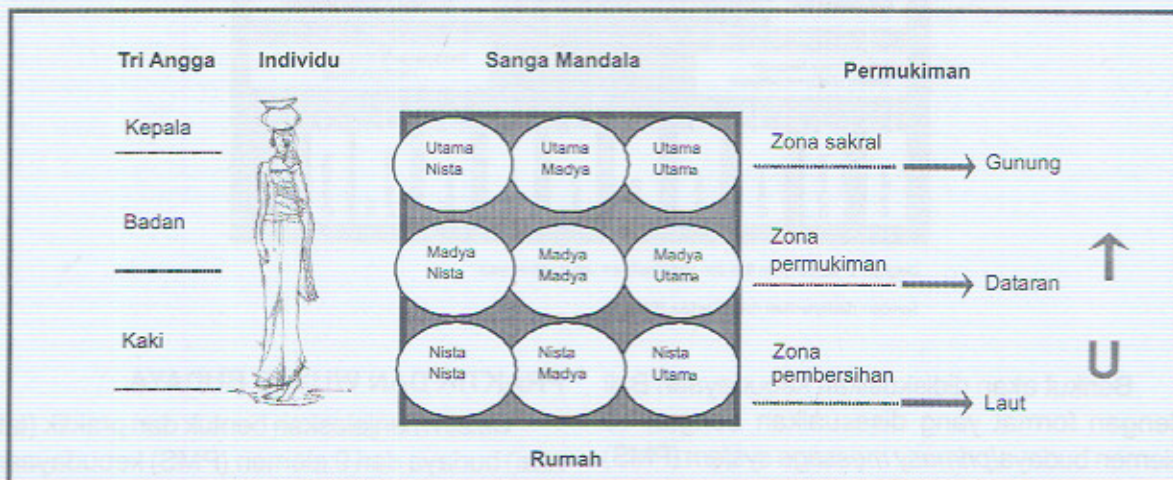 Tri Angga Individu Sanga Mandala Permukiman
Kepala
Badan
Kaki
Utama
Nista
Utama
Madya
Utama
Utama
Madya
Nista
Madya
Madya
Madya
Utama
Nista
Nista
Nista
Madya
Nista
Utama
Rumah
Zona sakral
Gunung
Zona
permukiman
Dataran
Zona
pembersihan
Laut
U